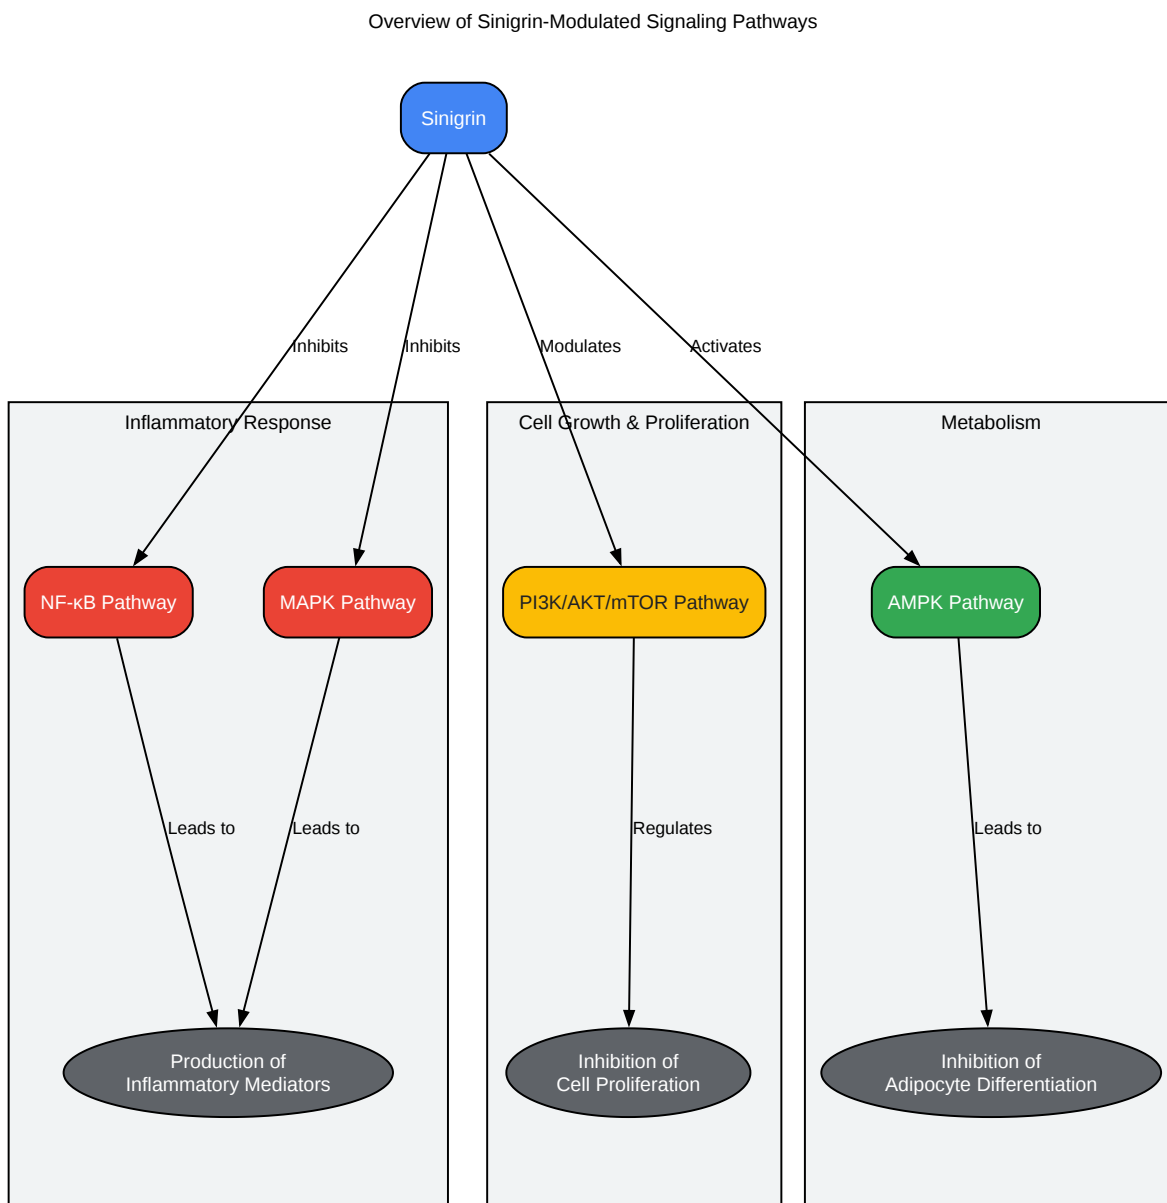 Overview of Sinigrin-Modulated Signaling Pathways
Sinigrin
Inhibits
Inhibits
Modulates
Activates
Inflammatory Response
Cell Growth & Proliferation
Metabolism
NF-κB Pathway
MAPK Pathway
PI3K/AKT/mTOR Pathway
AMPK Pathway
Leads to
Leads to
Regulates
Leads to
Production of
Inflammatory Mediators
Inhibition of
Cell Proliferation
Inhibition of
Adipocyte Differentiation